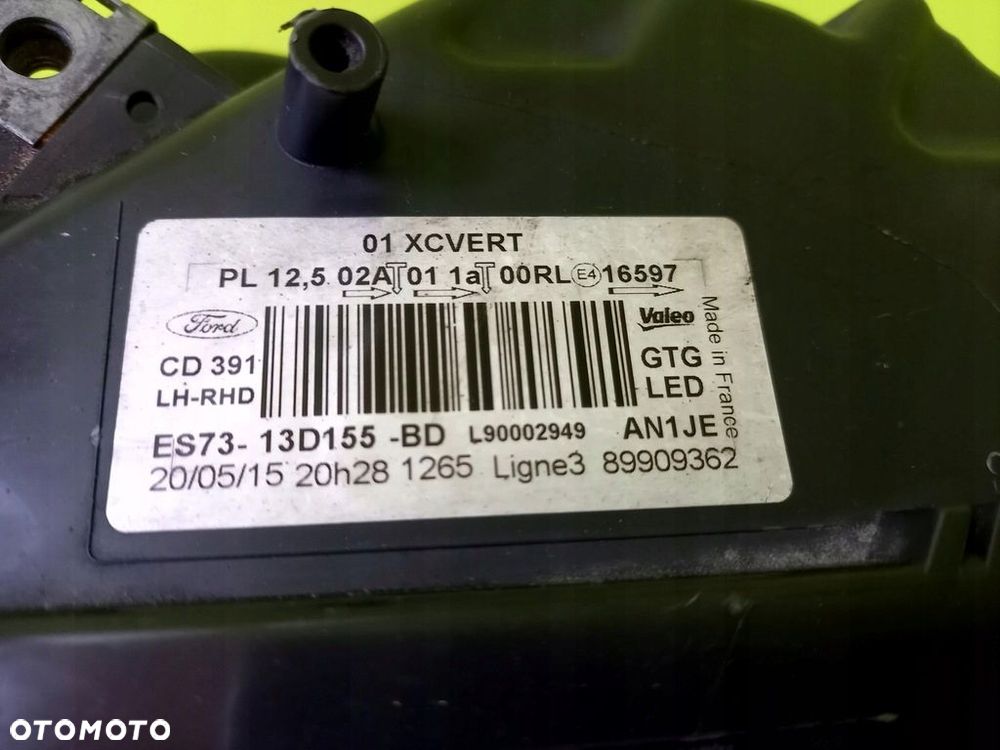 01 XCVERT
PL 12,5 02A 01 1a 00RL E4 16597
Ford
Valeo
Made in France
CD 391
GTG
LH-RHD
LED
ES73- 13D155 -BD L90002949 AN1JE
20/05/15 20h28 1265 Ligne3 89909362
OTOMOTO